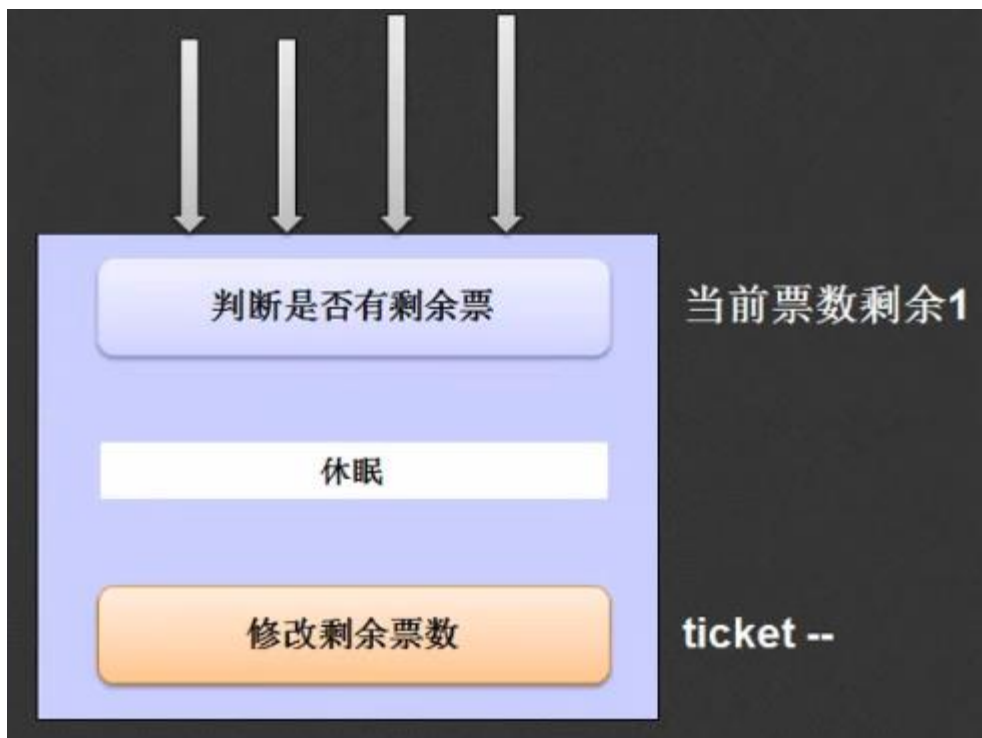 判断是否有剩余票
当前票数剩余1
休眠
修改剩余票数
ticket --